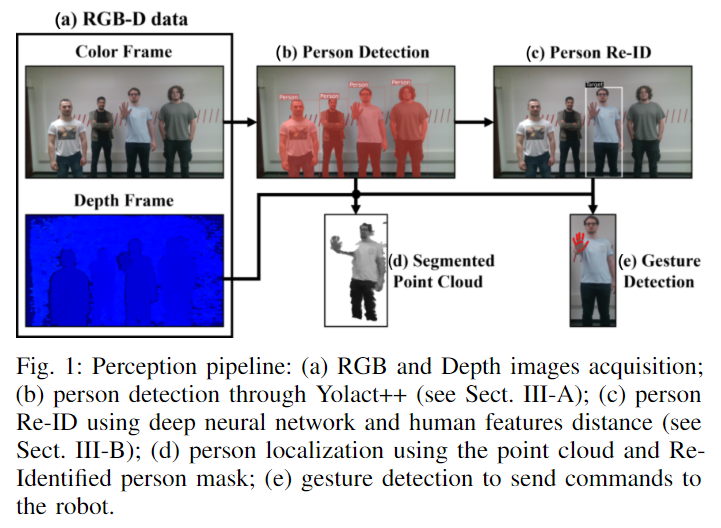 (a) RGB-D data
Color Frame
(b) Person Detection
(c) Person Re-ID
Person
Person
Person
Person
Target
Depth Frame
(d) Segmented
Point Cloud
(e) Gesture
Detection
Fig. 1: Perception pipeline: (a) RGB and Depth images acquisition;
(b) person detection through Yolact++ (see Sect. III-A); (c) person
Re-ID using deep neural network and human features distance (see
Sect. III-B); (d) person localization using the point cloud and Re-
Identified person mask; (e) gesture detection to send commands to
the robot.